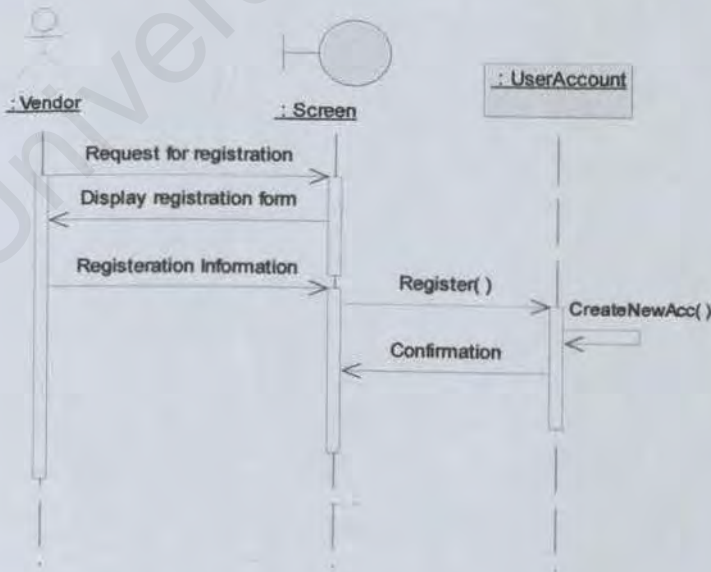 : Vendor
: Screen
: UserAccount
Request for registration
Display registration form
Registeration Information
Register( )
CreateNewAcc( )
Confirmation